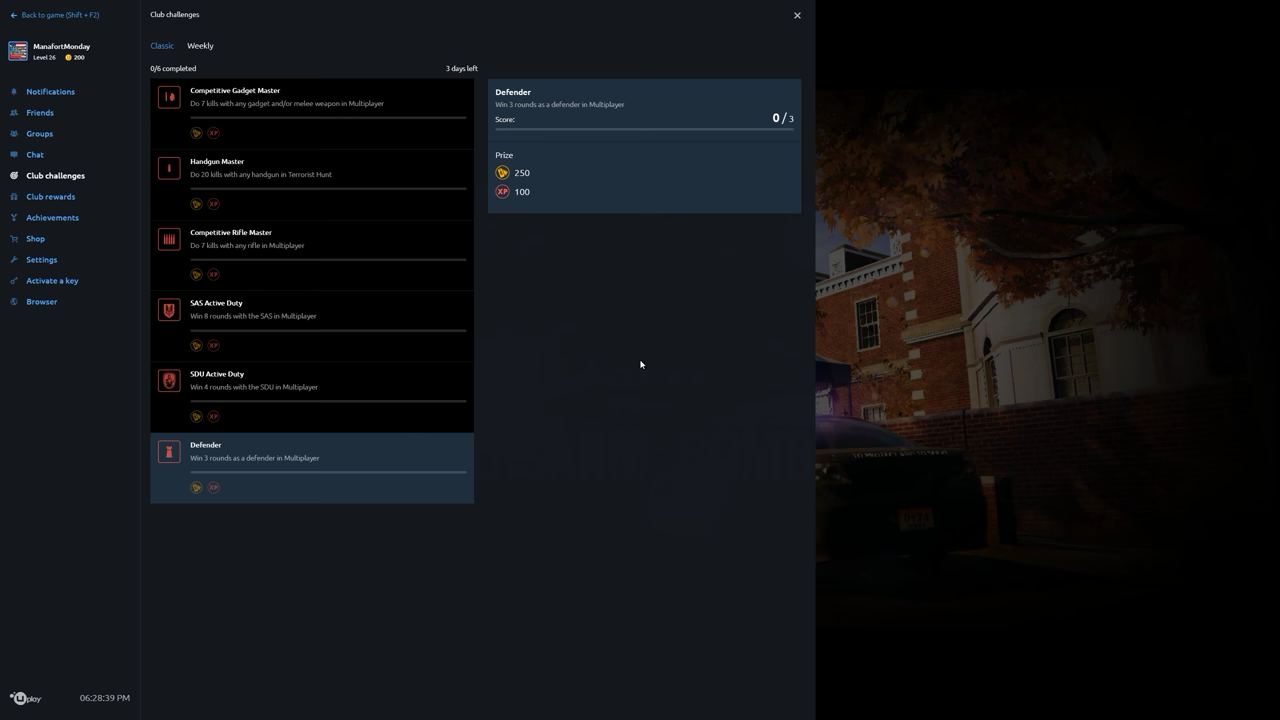 Back to game (Shift + F2)
ManafortMonday
Level 26 200
Notifications
Friends
Groups
Chat
Club challenges
Club rewards
Achievements
Shop
Settings
Activate a key
Browser
uplay 06:28:39 PM
Club challenges
Classic Weekly
0/6 completed 3 days left
Competitive Gadget Master
Do 7 kills with any gadget and/or melee weapon in Multiplayer
XP
Handgun Master
Do 20 kills with any handgun in Terrorist Hunt
XP
Competitive Rifle Master
Do 7 kills with any rifle in Multiplayer
XP
SAS Active Duty
Win 8 rounds with the SAS in Multiplayer
XP
SDU Active Duty
Win 4 rounds with the SDU in Multiplayer
XP
Defender
Win 3 rounds as a defender in Multiplayer
XP
Defender
Win 3 rounds as a defender in Multiplayer
Score: 0 / 3
Prize
250
XP 100